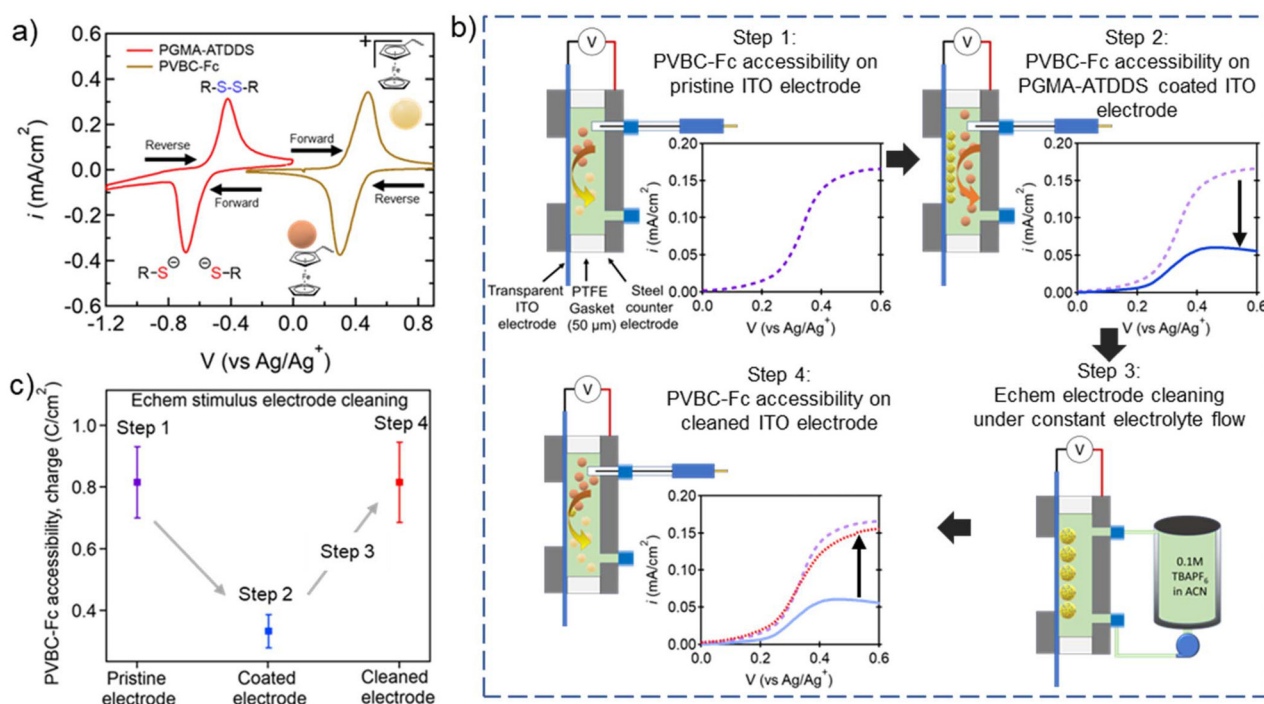 a)
PGMA-ATDDS
PVBC-Fc
R-S-S-R
Reverse
Forward
Forward
Reverse
R-S⊖ ⊖S-R
+
Fe
Fe
i (mA/cm²)
0.6
0.4
0.2
0.0
-0.2
-0.4
-0.6
-1.2 -0.8 -0.4 0.0 0.4 0.8
V (vs Ag/Ag⁺)
b)
V
Step 1:
PVBC-Fc accessibility on
pristine ITO electrode
i (mA/cm²)
0.20
0.15
0.10
0.05
0.00
0.0 0.2 0.4 0.6
V (vs Ag/Ag⁺)
Transparent
ITO
electrode
PTFE
Gasket
(50 µm)
Steel
counter
electrode
V
Step 2:
PVBC-Fc accessibility on
PGMA-ATDDS coated ITO
electrode
i (mA/cm²)
0.20
0.15
0.10
0.05
0.00
0.0 0.2 0.4 0.6
V (vs Ag/Ag⁺)
Step 3:
Echem electrode cleaning
under constant electrolyte flow
V
0.1M
TBAPF₆
in ACN
V
Step 4:
PVBC-Fc accessibility on
cleaned ITO electrode
i (mA/cm²)
0.20
0.15
0.10
0.05
0.00
0.0 0.2 0.4 0.6
V (vs Ag/Ag⁺)
c)
Echem stimulus electrode cleaning
PVBC-Fc accessibility, charge (C/cm²)
1.0
0.8
0.6
0.4
Step 1
Step 2
Step 3
Step 4
Pristine
electrode
Coated
electrode
Cleaned
electrode